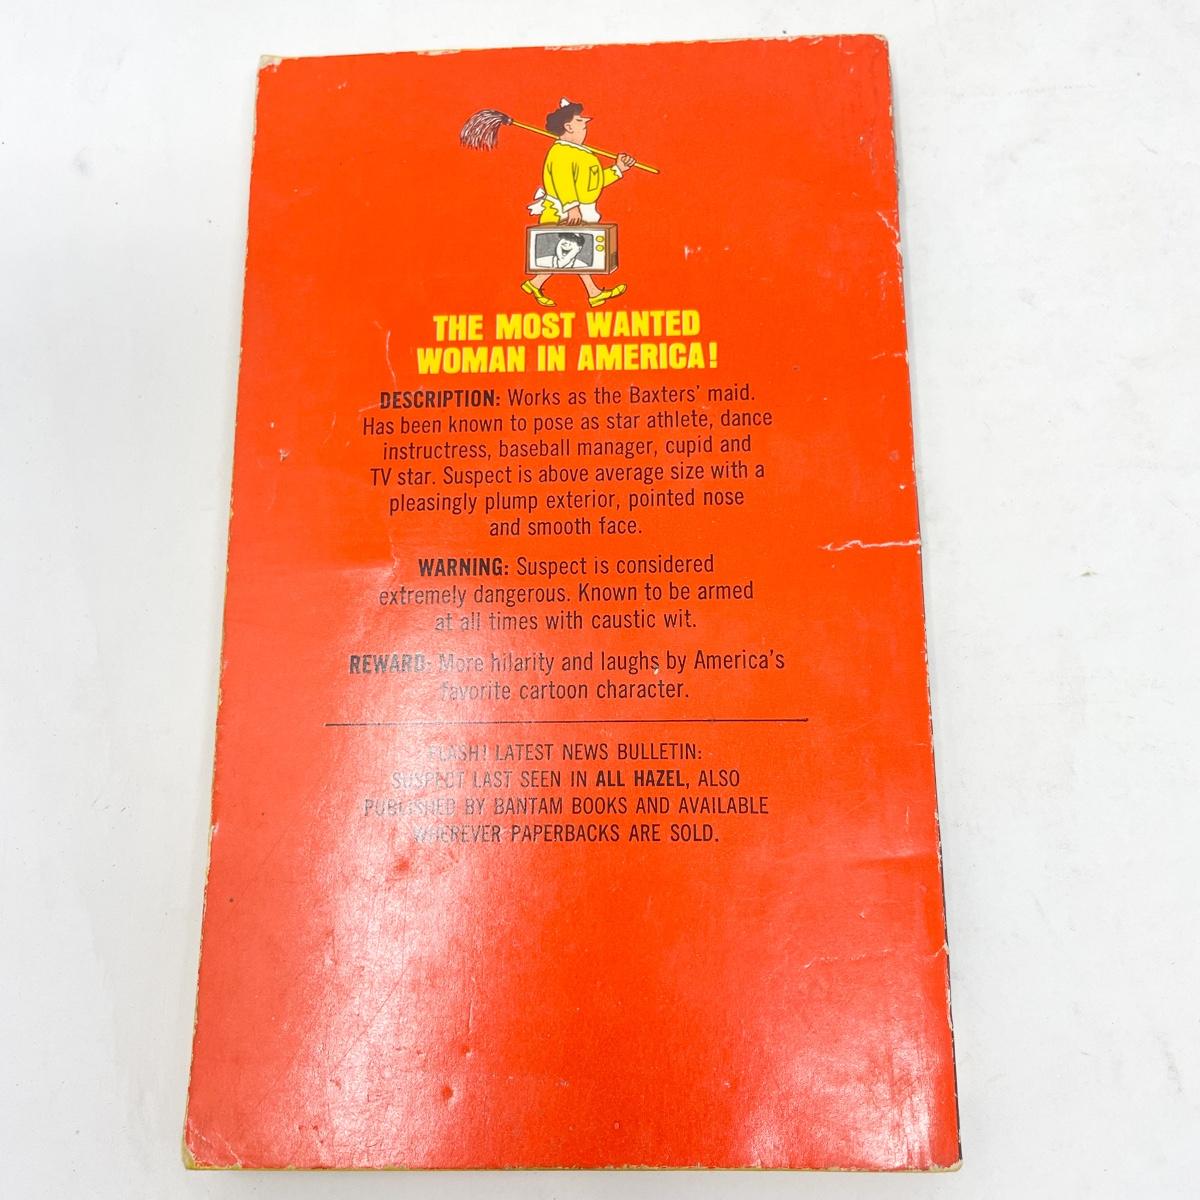 THE MOST WANTED
WOMAN IN AMERICA!
DESCRIPTION: Works as the Baxters' maid.
Has been known to pose as star athlete, dance
instructress, baseball manager, cupid and
TV star. Suspect is above average size with a
pleasingly plump exterior, pointed nose
and smooth face.
WARNING: Suspect is considered
extremely dangerous. Known to be armed
at all times with caustic wit.
REWARD: More hilarity and laughs by America's
favorite cartoon character.
FLASH! LATEST NEWS BULLETIN:
SUSPECT LAST SEEN IN ALL HAZEL, ALSO
PUBLISHED BY BANTAM BOOKS AND AVAILABLE
WHEREVER PAPERBACKS ARE SOLD.